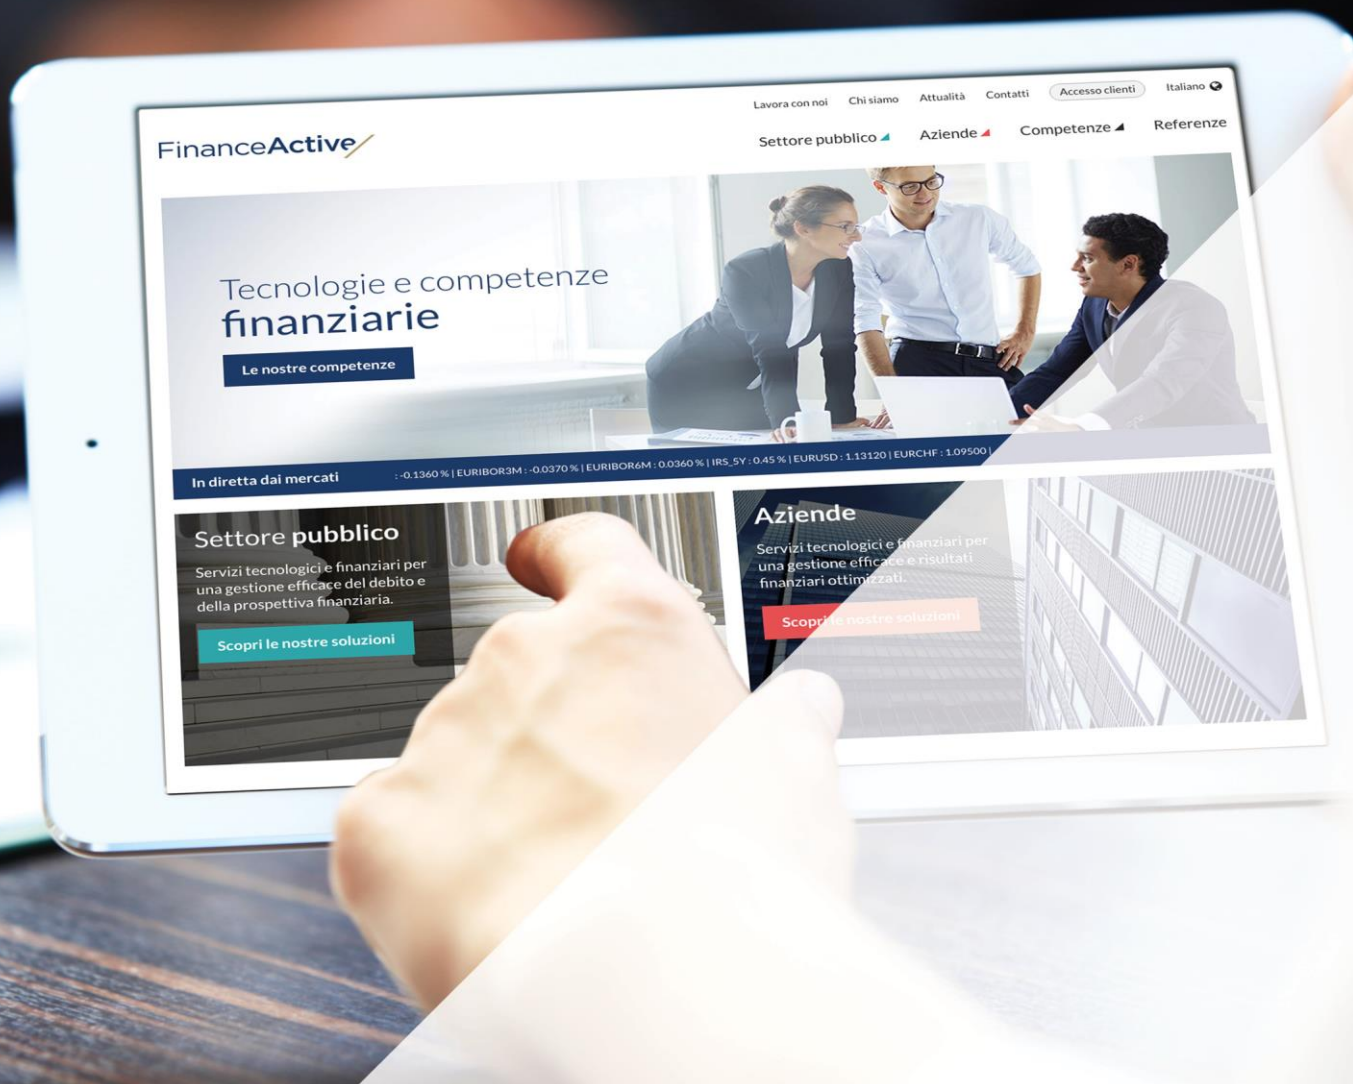 Lavora con noi Chi siamo Attualità Contatti Accesso clienti Italiano
FinanceActive
Settore pubblico Aziende Competenze Referenze
Tecnologie e competenze
finanziarie
Le nostre competenze
In diretta dai mercati : -0.1360 % | EURIBOR3M : -0.0370 % | EURIBOR6M : 0.0360 % | IRS_5Y : 0.45 % | EURUSD : 1.13120 | EURCHF : 1.09500 |
Settore pubblico
Servizi tecnologici e finanziari per
una gestione efficace del debito e
della prospettiva finanziaria.
Scopri le nostre soluzioni
Aziende
Servizi tecnologici e finanziari per
una gestione efficace e risultati
finanziari ottimizzati.
Scopri le nostre soluzioni